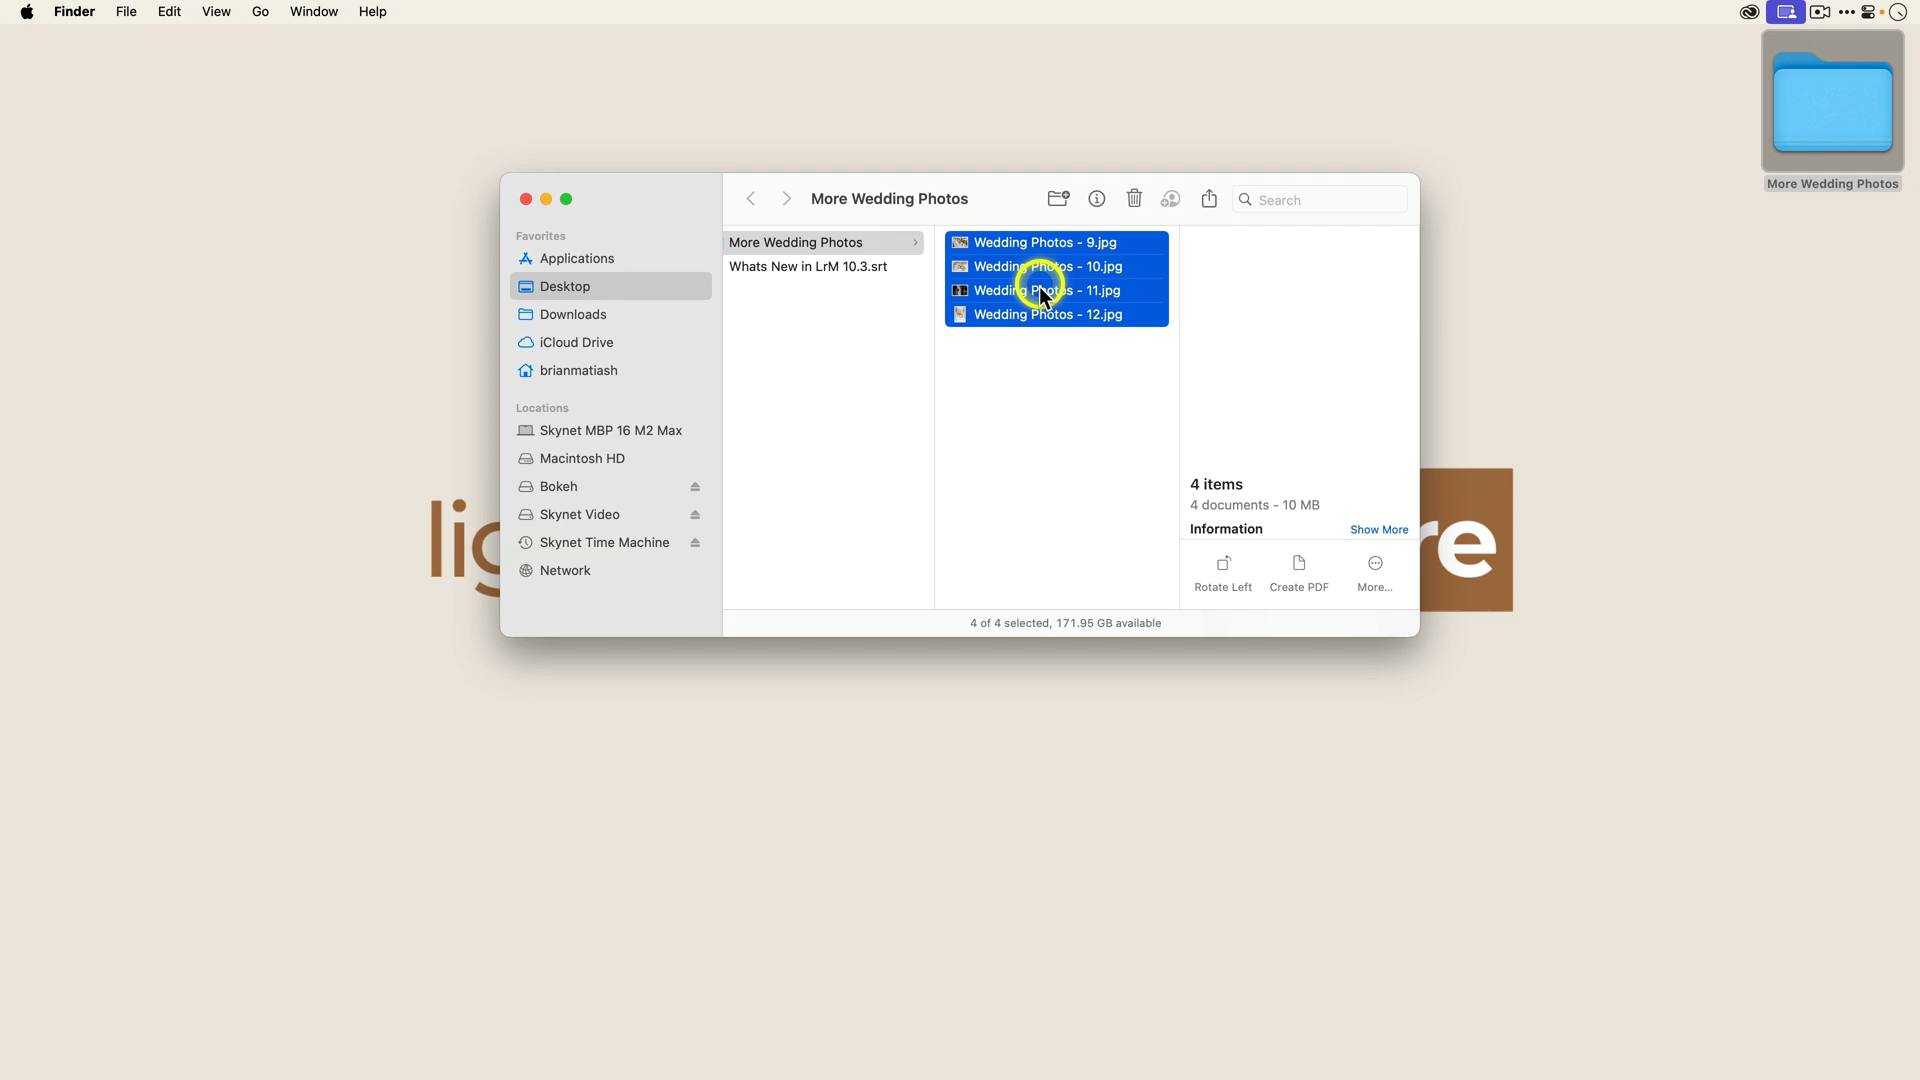 Finder File Edit View Go Window Help
More Wedding Photos
More Wedding Photos
Search
Favorites
Applications
Desktop
Downloads
iCloud Drive
brianmatiash
Locations
Skynet MBP 16 M2 Max
Macintosh HD
Bokeh
Skynet Video
Skynet Time Machine
Network
More Wedding Photos
Whats New in LrM 10.3.srt
Wedding Photos - 9.jpg
Wedding Photos - 10.jpg
Wedding Photos - 11.jpg
Wedding Photos - 12.jpg
4 items
4 documents - 10 MB
Information Show More
Rotate Left Create PDF More...
4 of 4 selected, 171.95 GB available
lig
re